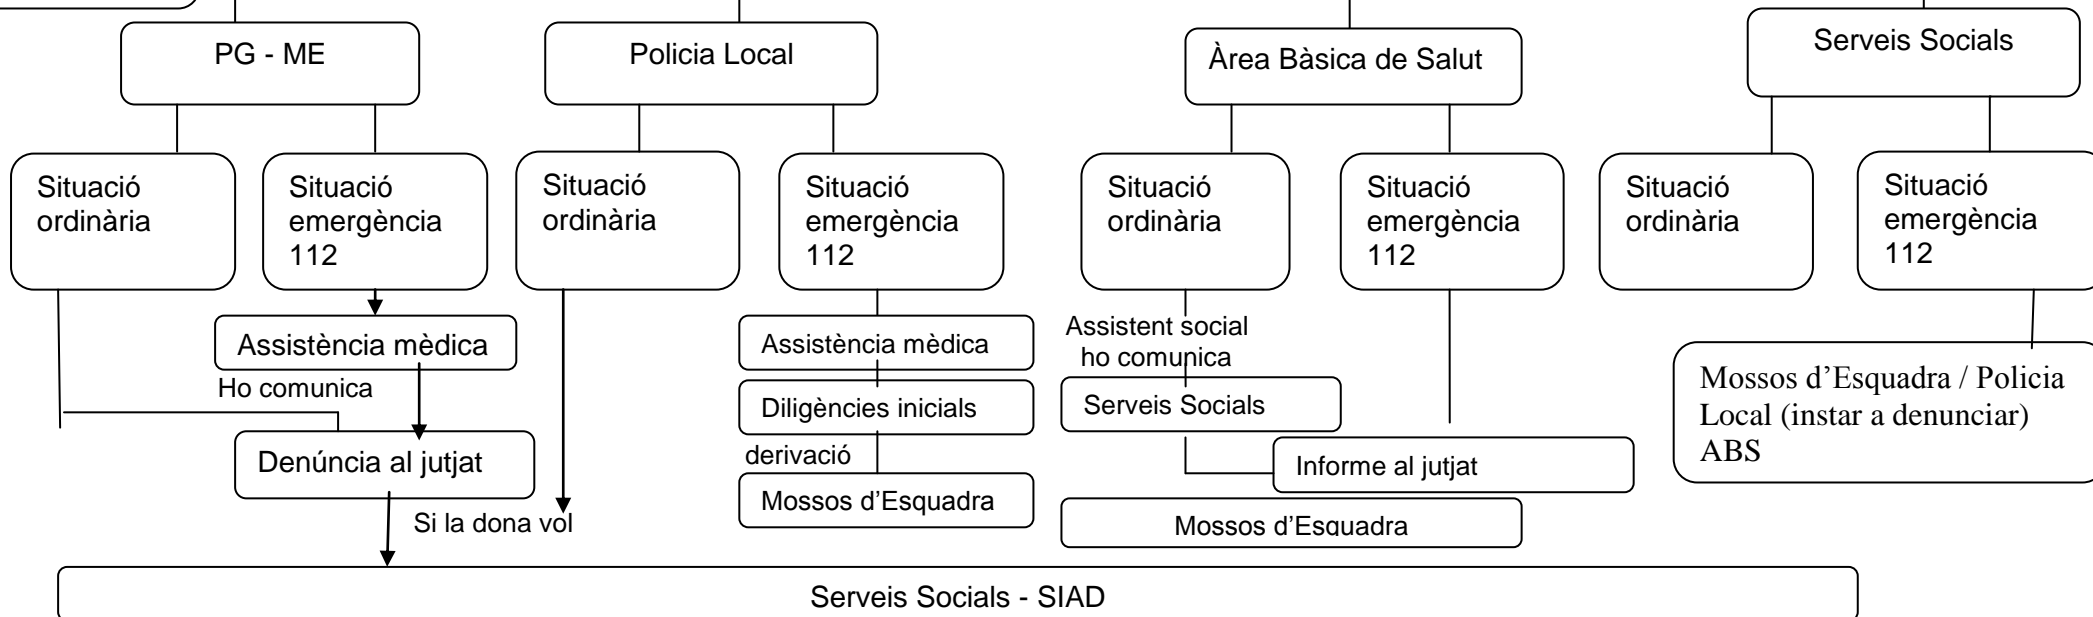 PG - ME
Policia Local
Àrea Bàsica de Salut
Serveis Socials
Situació
ordinària
Situació
emergència
112
Situació
ordinària
Situació
emergència
112
Situació
ordinària
Situació
emergència
112
Situació
ordinària
Situació
emergència
112
Assistència mèdica
Ho comunica
Denúncia al jutjat
Si la dona vol
Assistència mèdica
Diligències inicials
derivació
Mossos d’Esquadra
Assistent social
ho comunica
Serveis Socials
Informe al jutjat
Mossos d’Esquadra
Mossos d’Esquadra / Policia
Local (instar a denunciar)
ABS
Serveis Socials - SIAD